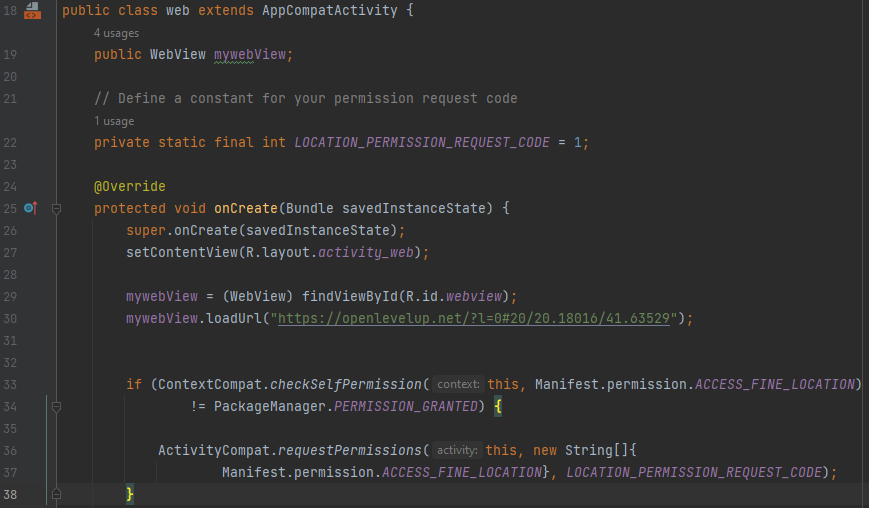 18 public class web extends AppCompatActivity {
4 usages
19 public WebView mywebView;
20
21 // Define a constant for your permission request code
1 usage
22 private static final int LOCATION_PERMISSION_REQUEST_CODE = 1;
23
24 @Override
25 protected void onCreate(Bundle savedInstanceState) {
26 super.onCreate(savedInstanceState);
27 setContentView(R.layout.activity_web);
28
29 mywebView = (WebView) findViewById(R.id.webview);
30 mywebView.loadUrl("https://openlevelup.net/?l=0#20/20.18016/41.63529");
31
32
33 if (ContextCompat.checkSelfPermission( context: this, Manifest.permission.ACCESS_FINE_LOCATION)
34 != PackageManager.PERMISSION_GRANTED) {
35
36 ActivityCompat.requestPermissions( activity: this, new String[]{
37 Manifest.permission.ACCESS_FINE_LOCATION}, LOCATION_PERMISSION_REQUEST_CODE);
38 }